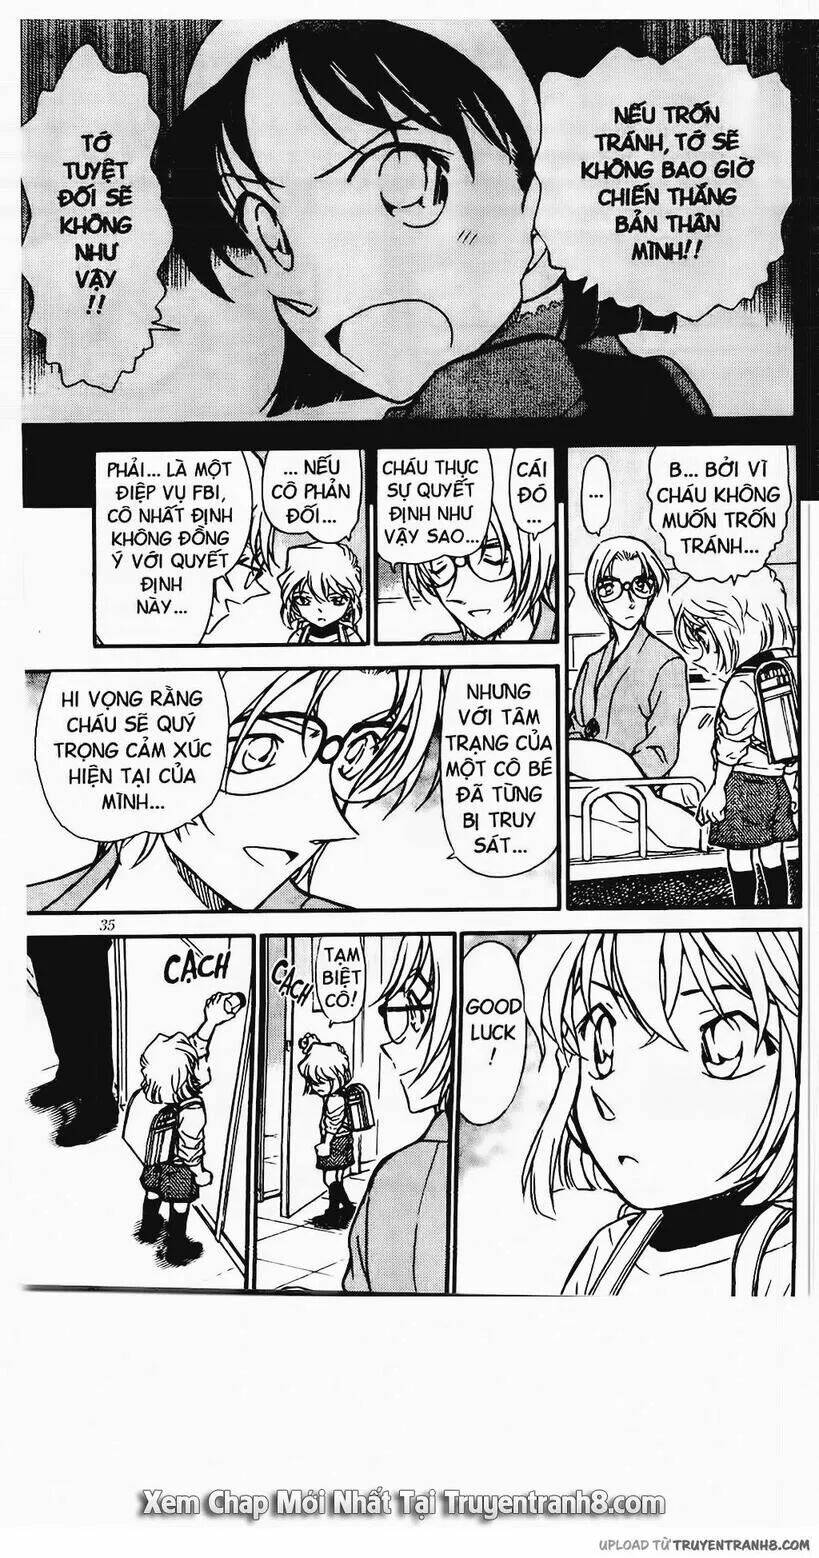 NẾU TRỐN
TRÁNH, TỚ SẼ
KHÔNG BAO GIỜ
CHIẾN THẮNG
BẢN THÂN
MÌNH!!
TỚ
TUYỆT
ĐỐI SẼ
KHÔNG
NHƯ
VẬY
!!
B... BỞI VÌ
CHÁU KHÔNG
MUỐN TRỐN
TRÁNH...
...
CÁI
ĐÓ
...
CHÁU THỰC
SỰ QUYẾT
ĐỊNH NHƯ
VẬY SAO...
... NẾU
CÔ PHẢN
ĐỐI...
PHẢI... LÀ MỘT
ĐIỆP VỤ FBI,
CÔ NHẤT ĐỊNH
KHÔNG ĐỒNG
Ý VỚI QUYẾT
ĐỊNH
NÀY...
NHƯNG
VỚI TÂM
TRẠNG CỦA
MỘT CÔ BÉ
ĐÃ TỪNG
BỊ TRUY
SÁT...
HI VỌNG RẰNG
CHÁU SẼ QUÝ
TRỌNG CẢM XÚC
HIỆN TẠI CỦA
MÌNH...
35
GOOD
LUCK
!
TẠM
BIỆT
CÔ!
CẠCH
CẠCH
Xem Chap Mới Nhất Tại Truyentranh8.com
UPLOAD TỪ TRUYENTRANH8.COM